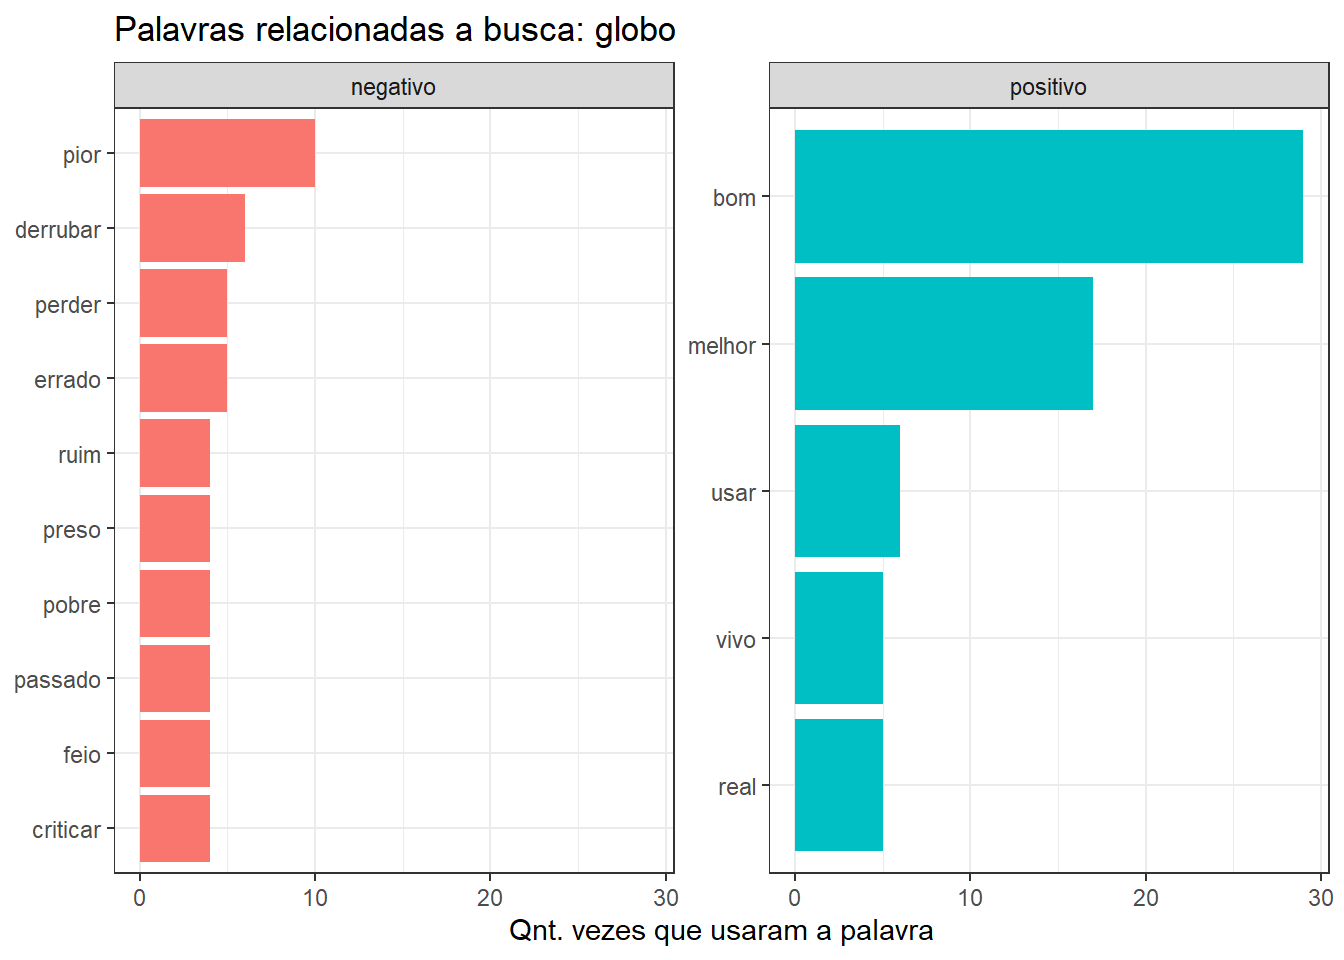 Palavras relacionadas a busca: globo
negativo
pior
derrubar
perder
errado
ruim
preso
pobre
passado
feio
criticar
0 10 20 30
positivo
bom
melhor
usar
vivo
real
0 10 20 30
Qnt. vezes que usaram a palavra